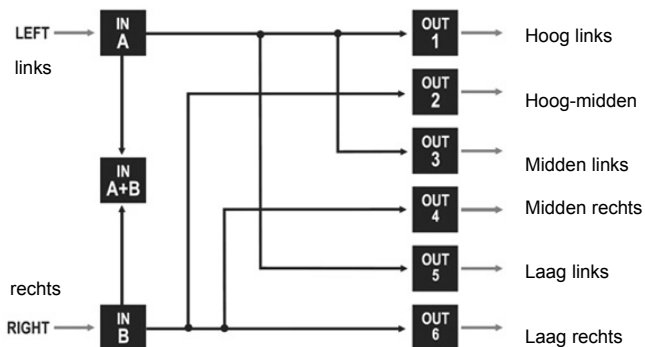 LEFT
links
IN
A
OUT
1
Hoog links
OUT
2
Hoog-midden
OUT
3
Midden links
IN
A+B
OUT
4
Midden rechts
OUT
5
Laag links
rechts
RIGHT
IN
B
OUT
6
Laag rechts